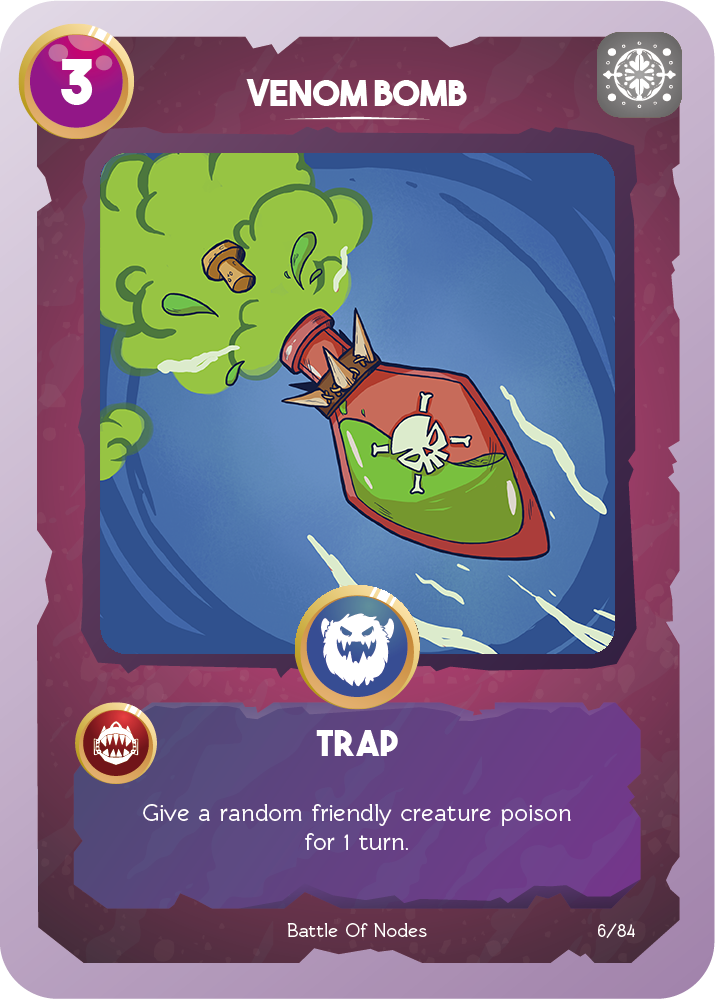 3
VENOM BOMB
TRAP
Give a random friendly creature poison
for 1 turn.
Battle Of Nodes
6/84